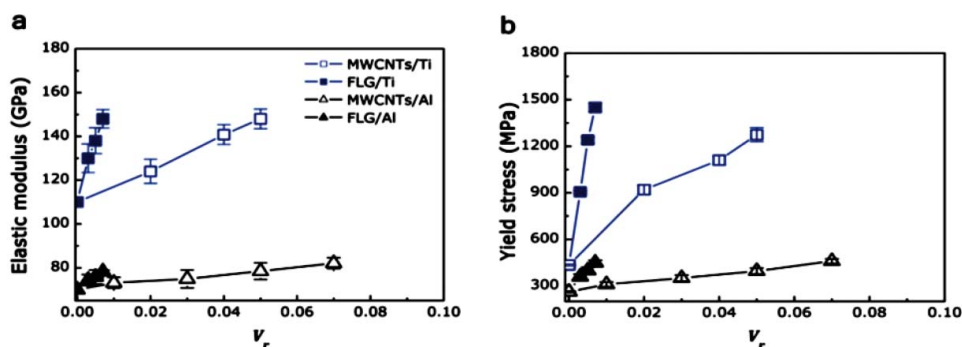 a
180
160
140
120
100
80
Elastic modulus (GPa)
MWCNTs/Ti
FLG/Ti
MWCNTs/Al
FLG/Al
0.00 0.02 0.04 0.06 0.08 0.10
Vr
b
1800
1500
1200
900
600
300
Yield stress (MPa)
0.00 0.02 0.04 0.06 0.08 0.10
Vr